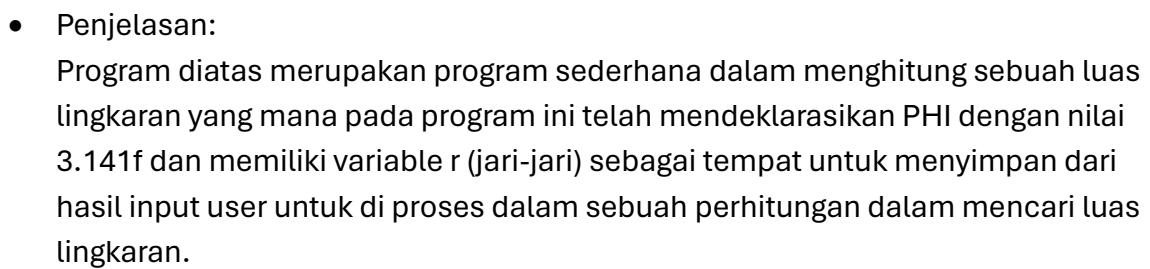 • Penjelasan:
Program diatas merupakan program sederhana dalam menghitung sebuah luas
lingkaran yang mana pada program ini telah mendeklarasikan PHI dengan nilai
3.141f dan memiliki variable r (jari-jari) sebagai tempat untuk menyimpan dari
hasil input user untuk di proses dalam sebuah perhitungan dalam mencari luas
lingkaran.